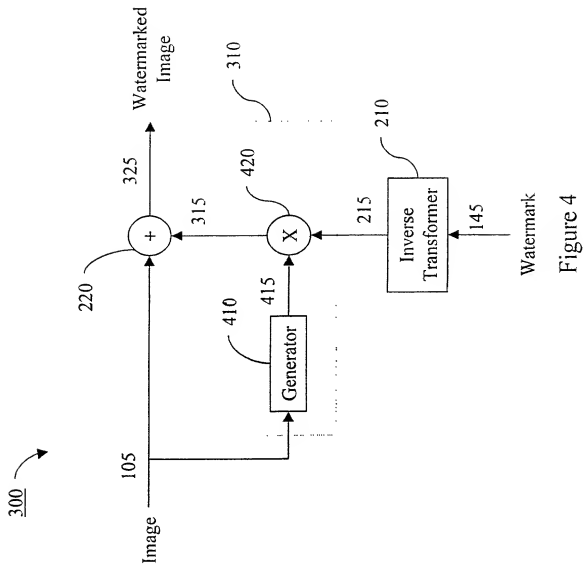 300
Image
105
220
325
Watermarked
Image
+
315
310
410
Generator
415
X
420
215
210
Inverse
Transformer
145
Watermark
Figure 4